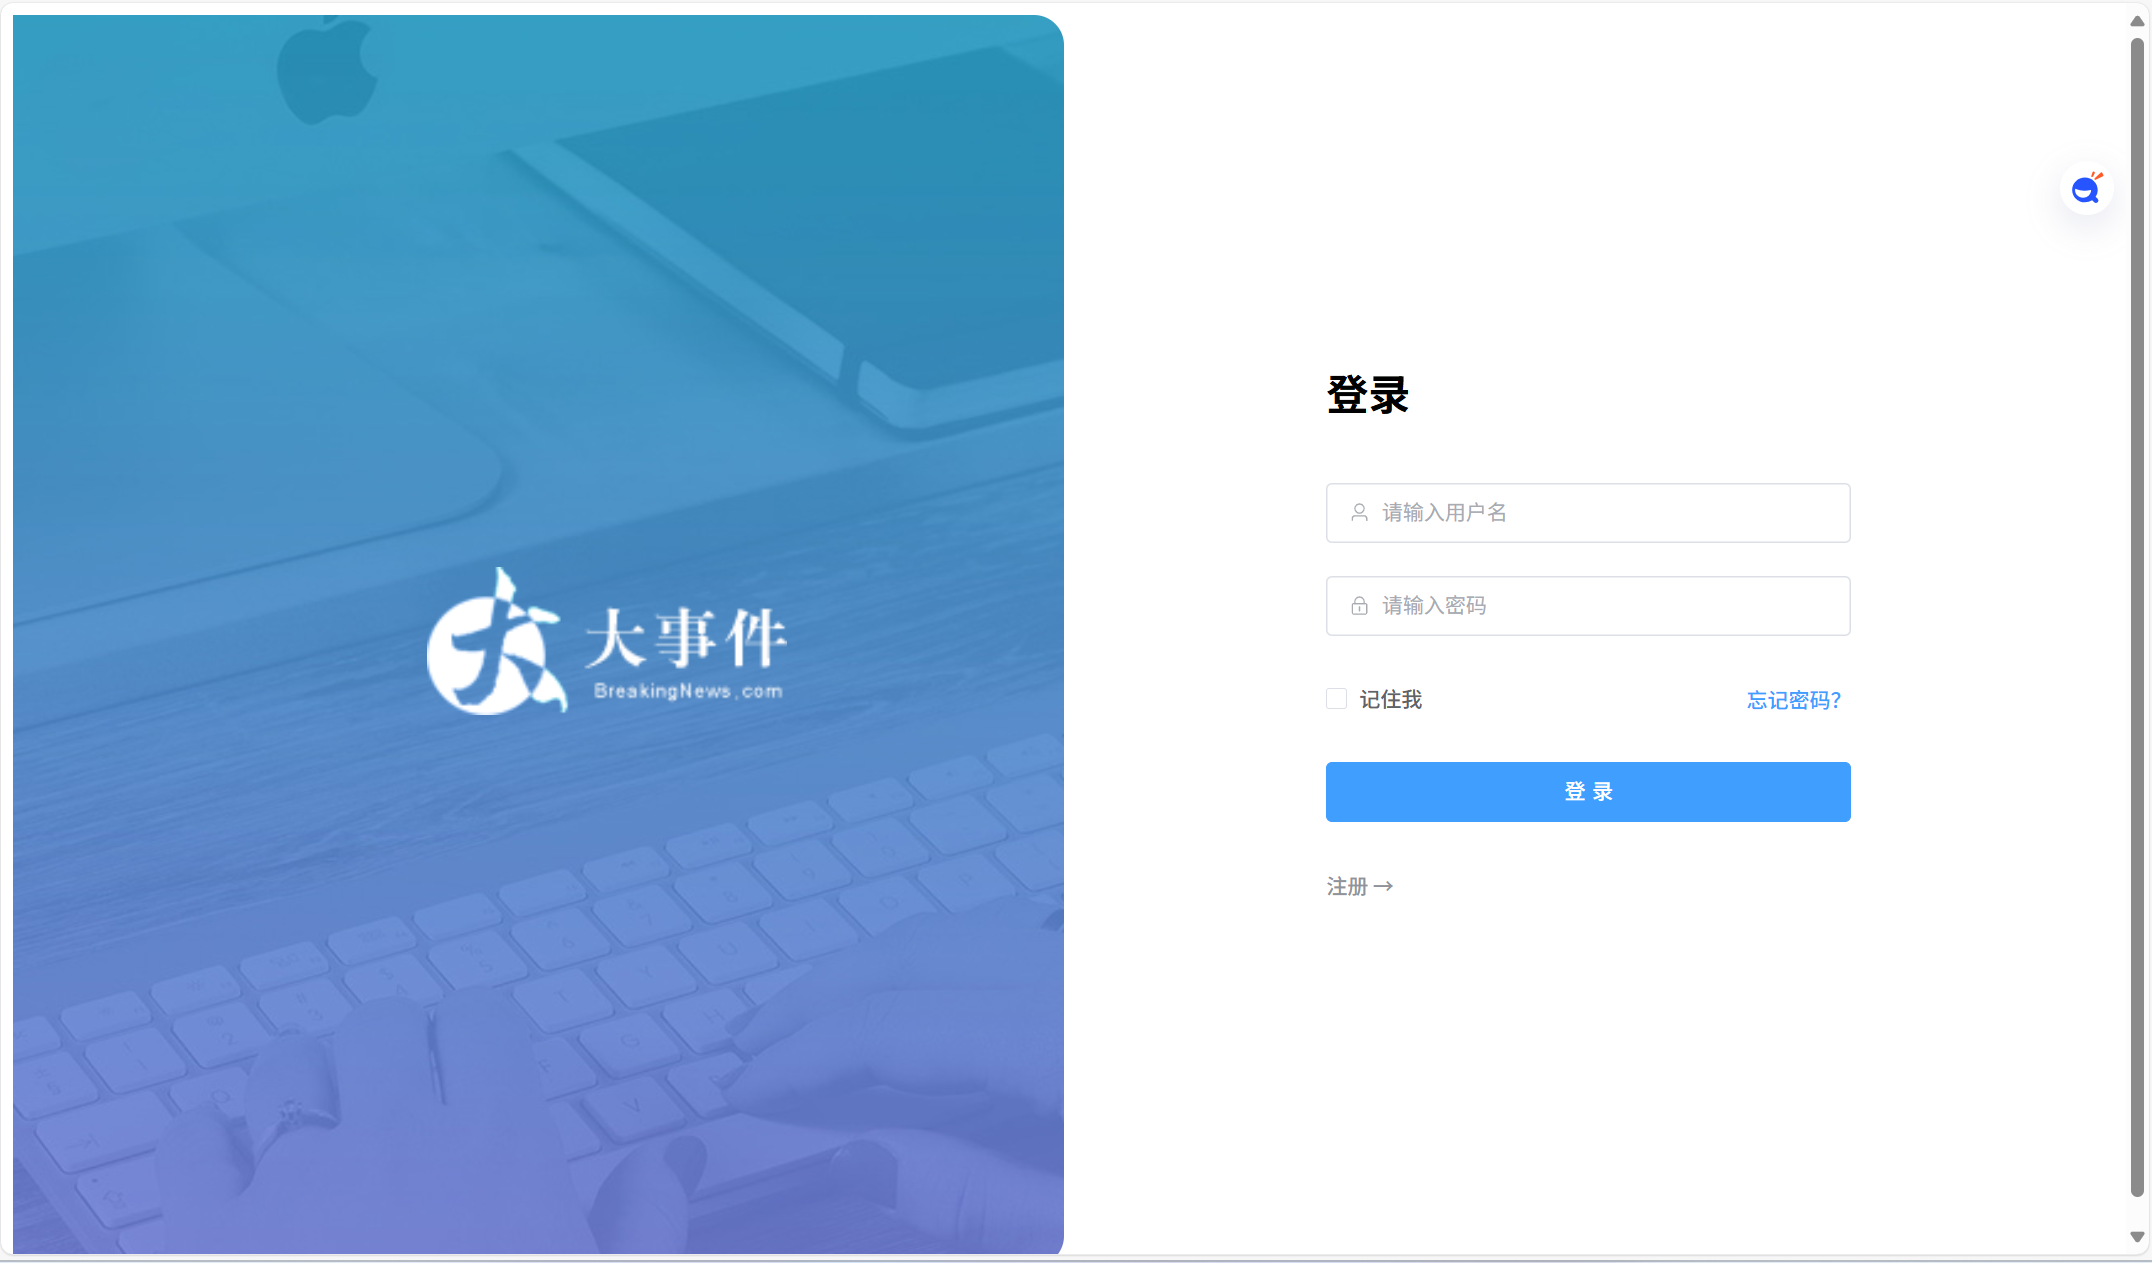 大事件
BreakingNews.com
登录
请输入用户名
请输入密码
记住我
忘记密码?
登 录
注册 →